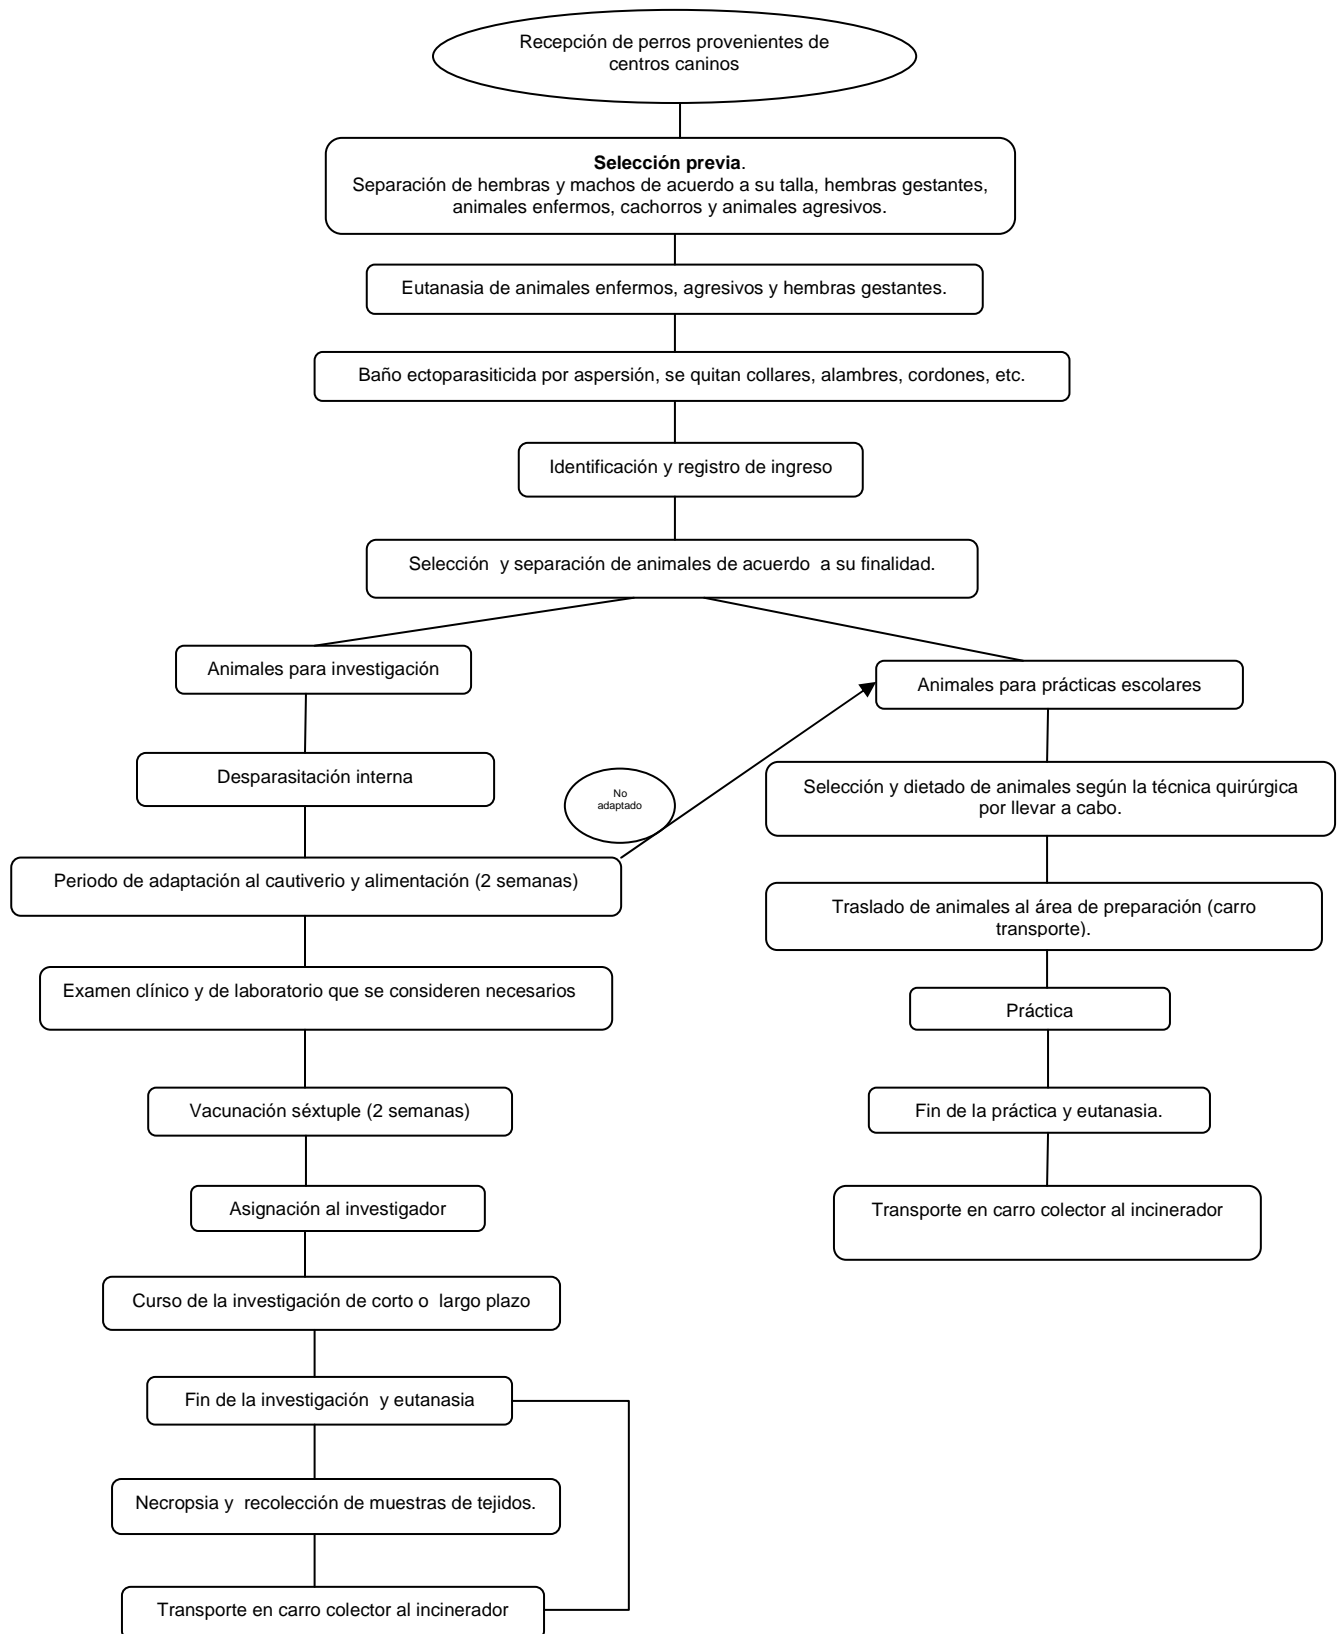 Recepción de perros provenientes de
centros caninos
Selección previa.
Separación de hembras y machos de acuerdo a su talla, hembras gestantes,
animales enfermos, cachorros y animales agresivos.
Eutanasia de animales enfermos, agresivos y hembras gestantes.
Baño ectoparasiticida por aspersión, se quitan collares, alambres, cordones, etc.
Identificación y registro de ingreso
Selección y separación de animales de acuerdo a su finalidad.
Animales para investigación
Desparasitación interna
Periodo de adaptación al cautiverio y alimentación (2 semanas)
Examen clínico y de laboratorio que se consideren necesarios
Vacunación séxtuple (2 semanas)
Asignación al investigador
Curso de la investigación de corto o largo plazo
Fin de la investigación y eutanasia
Necropsia y recolección de muestras de tejidos.
Transporte en carro colector al incinerador
No
adaptado
Animales para prácticas escolares
Selección y dietado de animales según la técnica quirúrgica
por llevar a cabo.
Traslado de animales al área de preparación (carro
transporte).
Práctica
Fin de la práctica y eutanasia.
Transporte en carro colector al incinerador